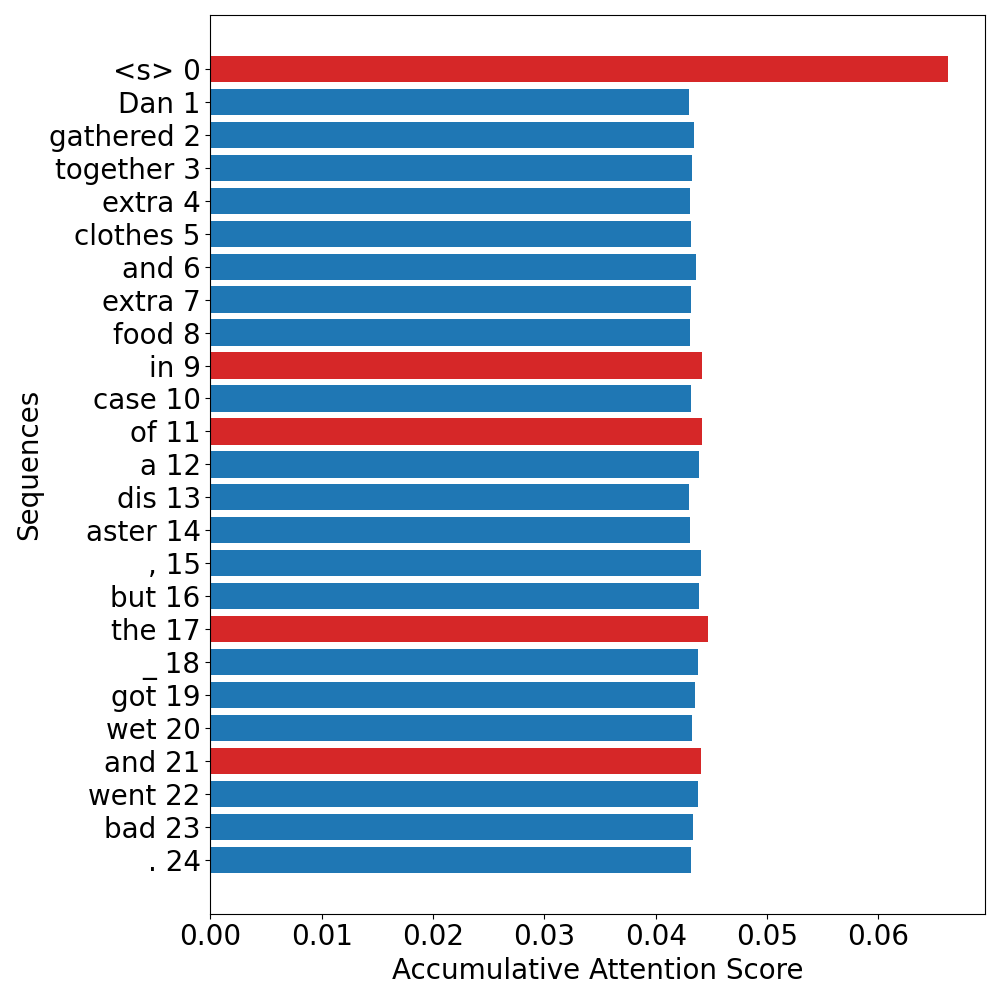 <s> 0
Dan 1
gathered 2
together 3
extra 4
clothes 5
and 6
extra 7
food 8
in 9
case 10
of 11
a 12
dis 13
aster 14
, 15
but 16
the 17
_ 18
got 19
wet 20
and 21
went 22
bad 23
. 24
Sequences
0.00 0.01 0.02 0.03 0.04 0.05 0.06
Accumulative Attention Score